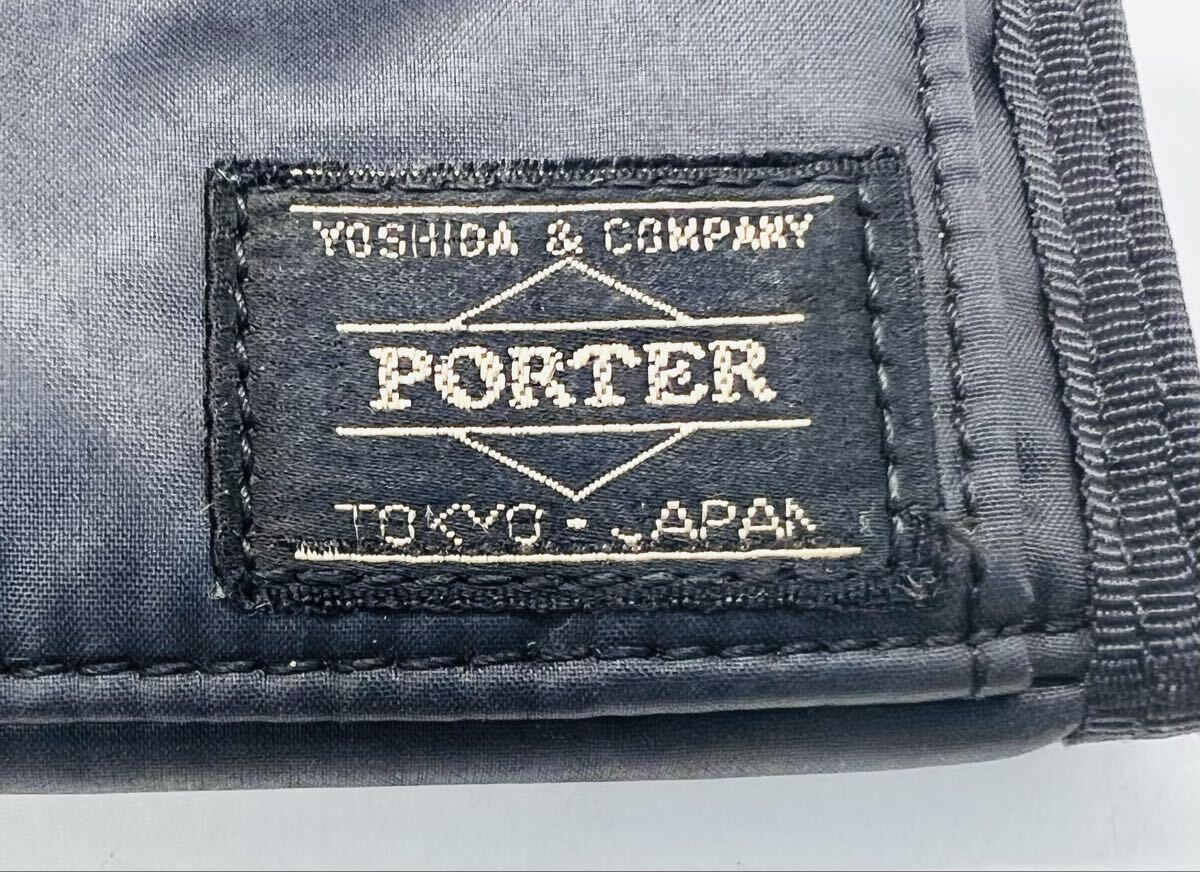 YOSHIDA & COMPANY
PORTER
TOKYO - JAPAN